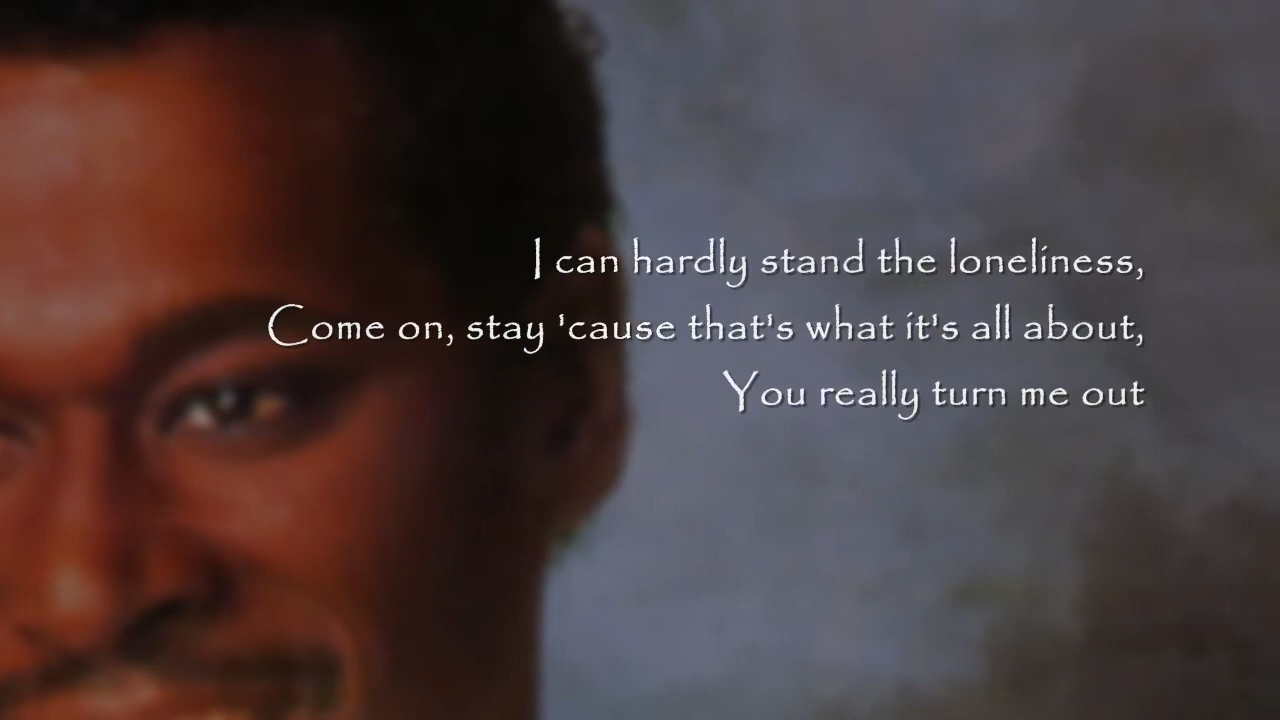 I can hardly stand the loneliness,
Come on, stay 'cause that's what it's all about,
You really turn me out